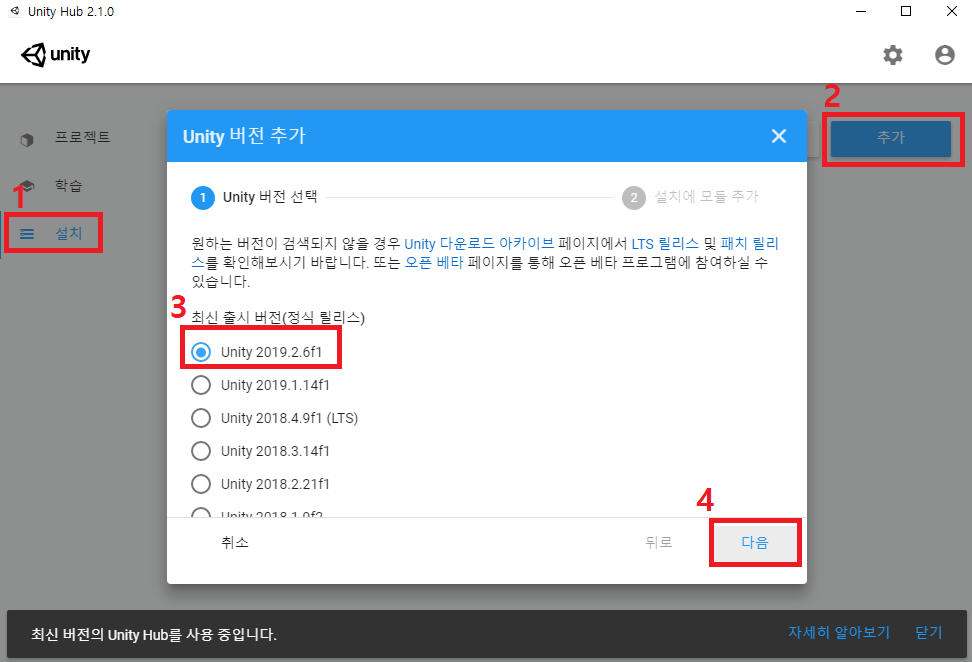 Unity Hub 2.1.0
unity
2
프로젝트
Unity 버전 추가
추가
학습
1
1 Unity 버전 선택
2 설치에 모듈 추가
설치
원하는 버전이 검색되지 않을 경우 Unity 다운로드 아카이브 페이지에서 LTS 릴리스 및 패치 릴리
스를 확인해보시기 바랍니다. 또는 오픈 베타 페이지를 통해 오픈 베타 프로그램에 참여하실 수
있습니다.
3
최신 출시 버전(정식 릴리스)
Unity 2019.2.6f1
Unity 2019.1.14f1
Unity 2018.4.9f1 (LTS)
Unity 2018.3.14f1
Unity 2018.2.21f1
Unity 2018.1.9f2
4
취소
뒤로
다음
최신 버전의 Unity Hub를 사용 중입니다.
자세히 알아보기
닫기